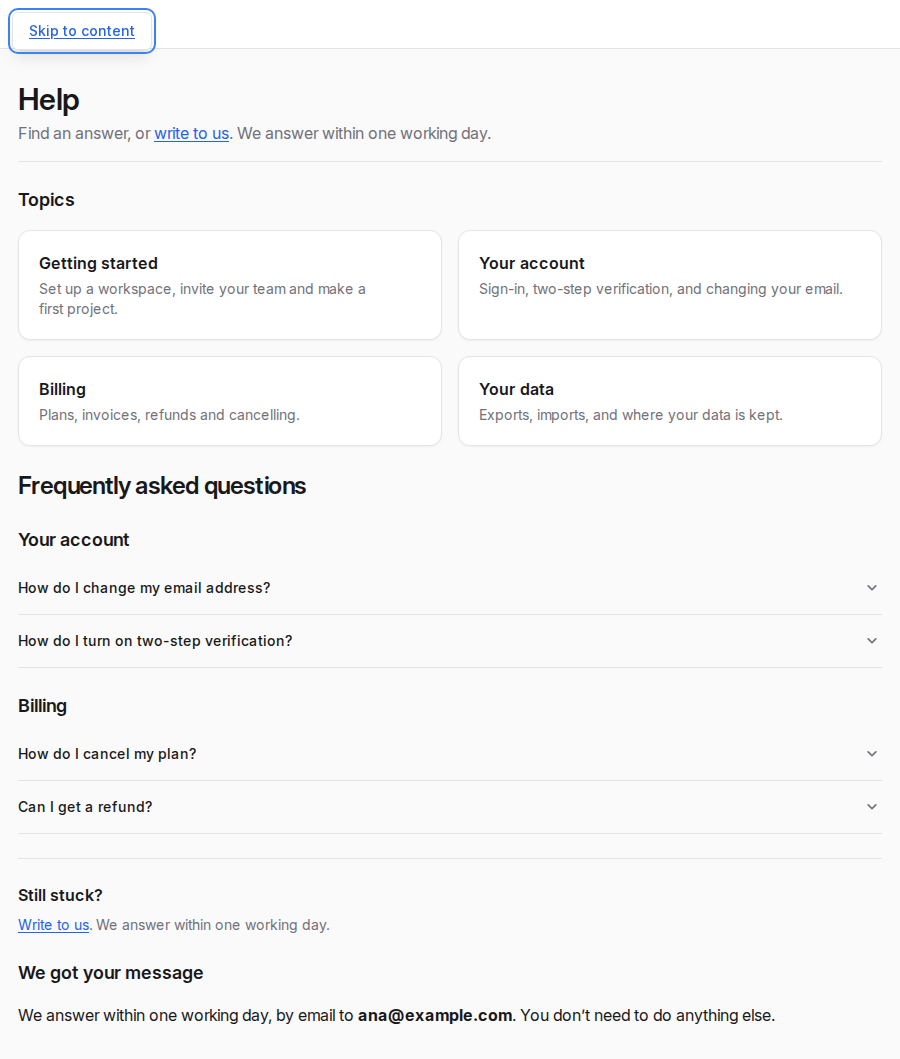 Skip to content
Help
Find an answer, or write to us. We answer within one working day.
Topics
Getting started
Set up a workspace, invite your team and make a
first project.
Your account
Sign-in, two-step verification, and changing your email.
Billing
Plans, invoices, refunds and cancelling.
Your data
Exports, imports, and where your data is kept.
Frequently asked questions
Your account
How do I change my email address?
How do I turn on two-step verification?
Billing
How do I cancel my plan?
Can I get a refund?
Still stuck?
Write to us. We answer within one working day.
We got your message
We answer within one working day, by email to ana@example.com. You don’t need to do anything else.